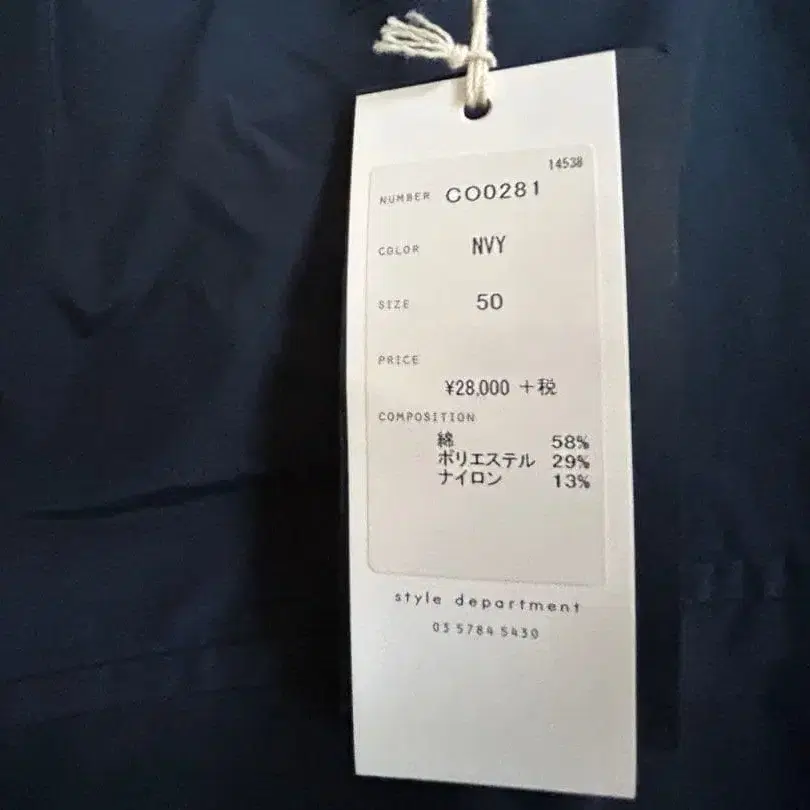 14538
NUMBER CO0281
COLOR NVY
SIZE 50
PRICE
¥28,000 +税
COMPOSITION
綿 58%
ポリエステル 29%
ナイロン 13%
style department
03 5784 5430